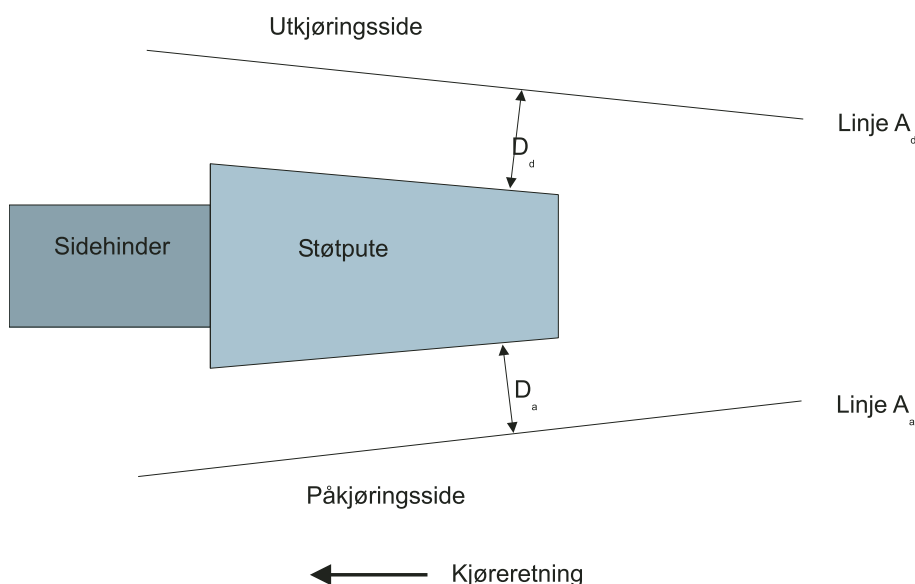 Utkjøringsside
Linje A d
D d
Sidehinder
Støtpute
D a
Linje A a
Påkjøringsside
Kjøreretning